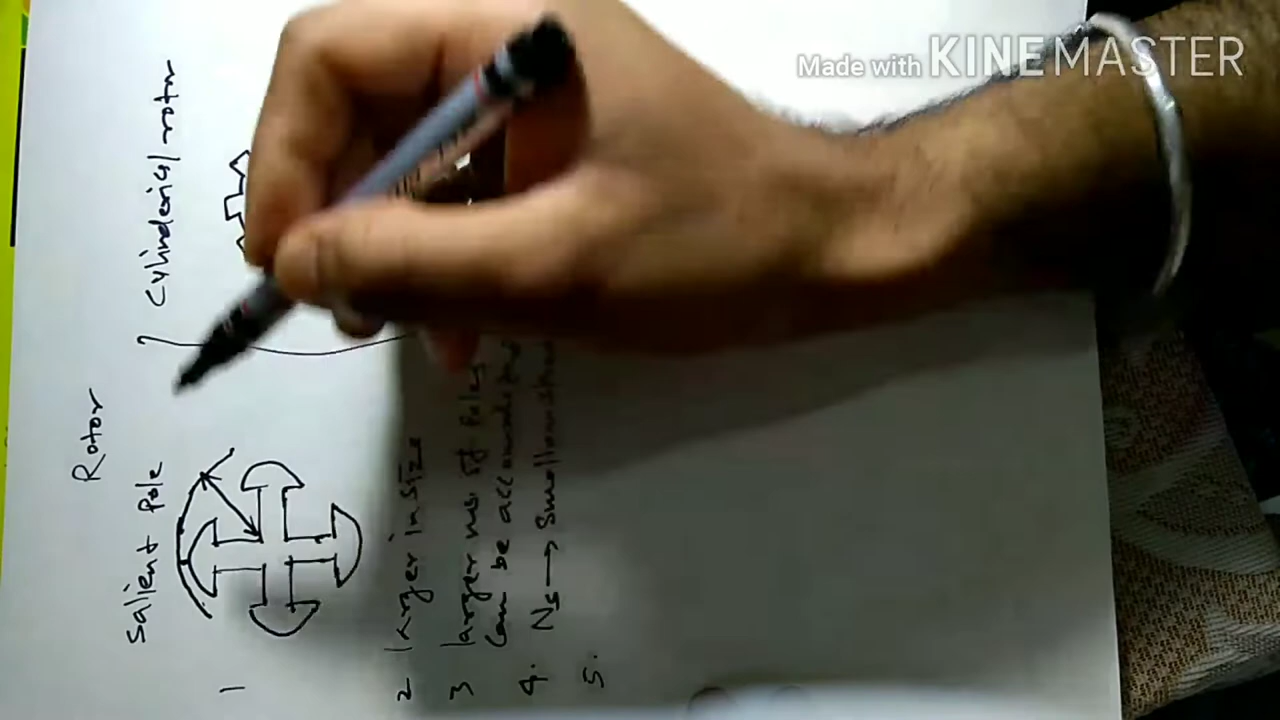 Made with KINEMASTER
Rotor
Salient Pole
Cylinderical rotor
1
2 larger in size
3 larger no. of Poles
Can be
4. Ns → Smaller
5.